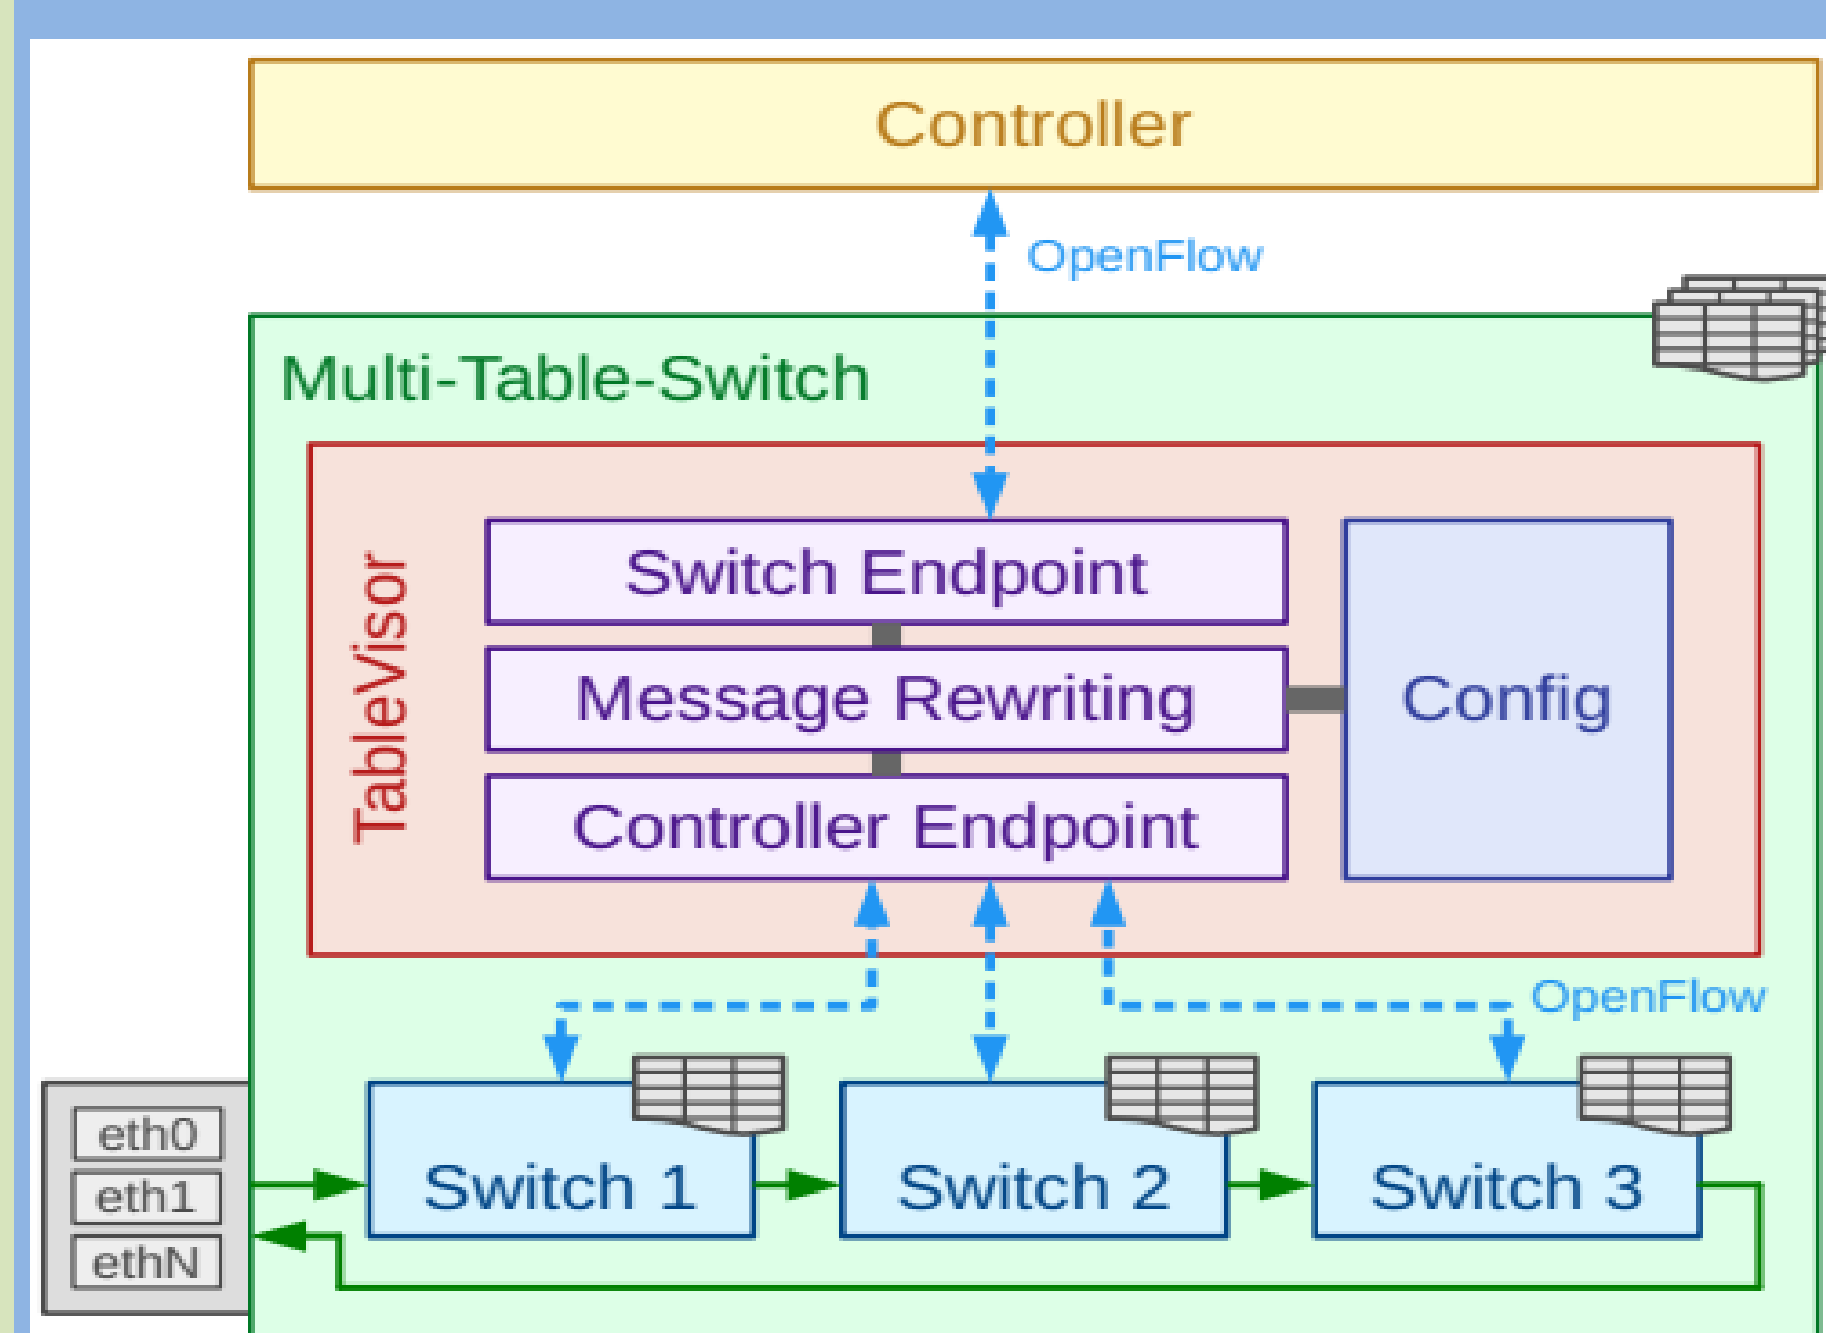 Controller
OpenFlow
Multi-Table-Switch
TableVisor
Switch Endpoint
Message Rewriting
Config
Controller Endpoint
OpenFlow
eth0
eth1
ethN
Switch 1
Switch 2
Switch 3